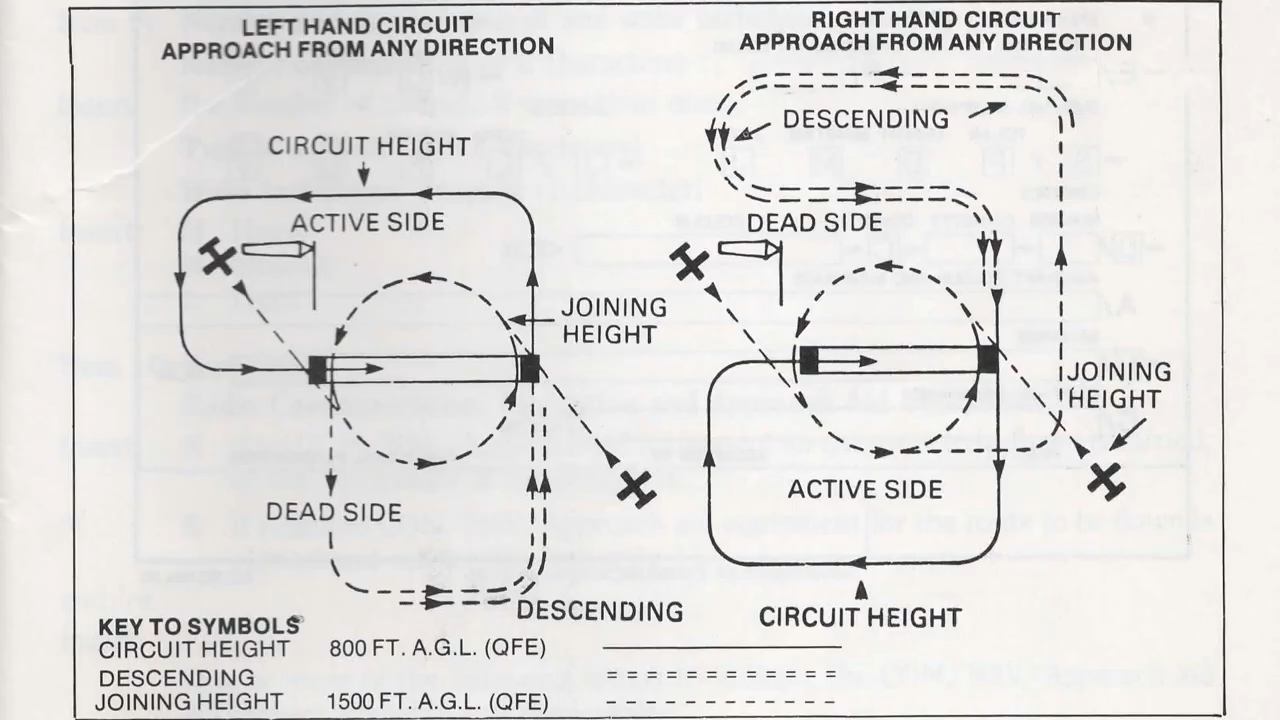 LEFT HAND CIRCUIT
APPROACH FROM ANY DIRECTION
CIRCUIT HEIGHT
ACTIVE SIDE
JOINING
HEIGHT
DEAD SIDE
DESCENDING
RIGHT HAND CIRCUIT
APPROACH FROM ANY DIRECTION
DESCENDING
DEAD SIDE
JOINING
HEIGHT
ACTIVE SIDE
CIRCUIT HEIGHT
KEY TO SYMBOLS
CIRCUIT HEIGHT 800 FT. A.G.L. (QFE)
DESCENDING
JOINING HEIGHT 1500 FT. A.G.L. (QFE)